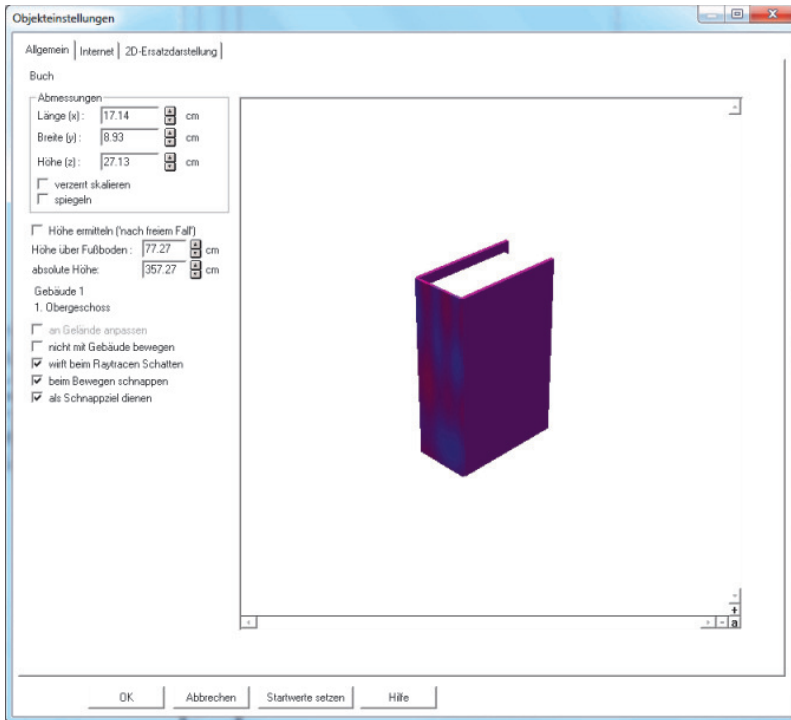 Objekteinstellungen
Allgemein Internet 2D-Ersatzdarstellung
Buch
Abmessungen
Länge (x) : 17.14 cm
Breite (y) : 8.93 cm
Höhe (z) : 27.13 cm
verzerrt skalieren
spiegeln
Höhe ermitteln ('nach freiem Fall')
Höhe über Fußboden : 77.27 cm
absolute Höhe: 357.27 cm
Gebäude 1
1. Obergeschoss
an Gelände anpassen
nicht mit Gebäude bewegen
wirft beim Raytracen Schatten
beim Bewegen schnappen
als Schnappziel dienen
+
- a
OK Abbrechen Startwerte setzen Hilfe